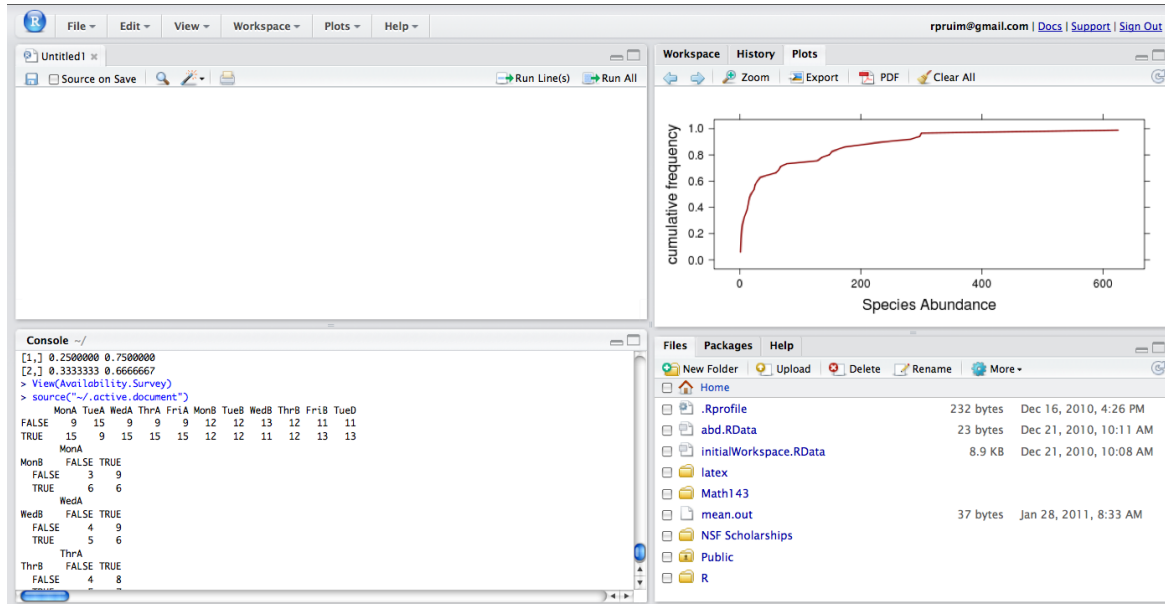 R File Edit View Workspace Plots Help rpruim@gmail.com | Docs | Support | Sign Out
Untitled1
Source on Save Run Line(s) Run All
Console ~/
[1,] 0.2500000 0.7500000
[2,] 0.3333333 0.6666667
> View(Availability.Survey)
> source("~/.active.document")
MonA TueA WedA ThrA FriA MonB TueB WedB ThrB FriB TueD
FALSE 9 15 9 9 9 12 12 13 12 11 11
TRUE 15 9 15 15 15 12 12 11 12 13 13
MonA
MonB FALSE TRUE
FALSE 3 9
TRUE 6 6
WedA
WedB FALSE TRUE
FALSE 4 9
TRUE 5 6
ThrA
ThrB FALSE TRUE
FALSE 4 8
Workspace History Plots
Zoom Export PDF Clear All
cumulative frequency
1.0
0.8
0.6
0.4
0.2
0.0
0 200 400 600
Species Abundance
Files Packages Help
New Folder Upload Delete Rename More
Home
.Rprofile 232 bytes Dec 16, 2010, 4:26 PM
abd.RData 23 bytes Dec 21, 2010, 10:11 AM
initialWorkspace.RData 8.9 KB Dec 21, 2010, 10:08 AM
latex
Math143
mean.out 37 bytes Jan 28, 2011, 8:33 AM
NSF Scholarships
Public
R